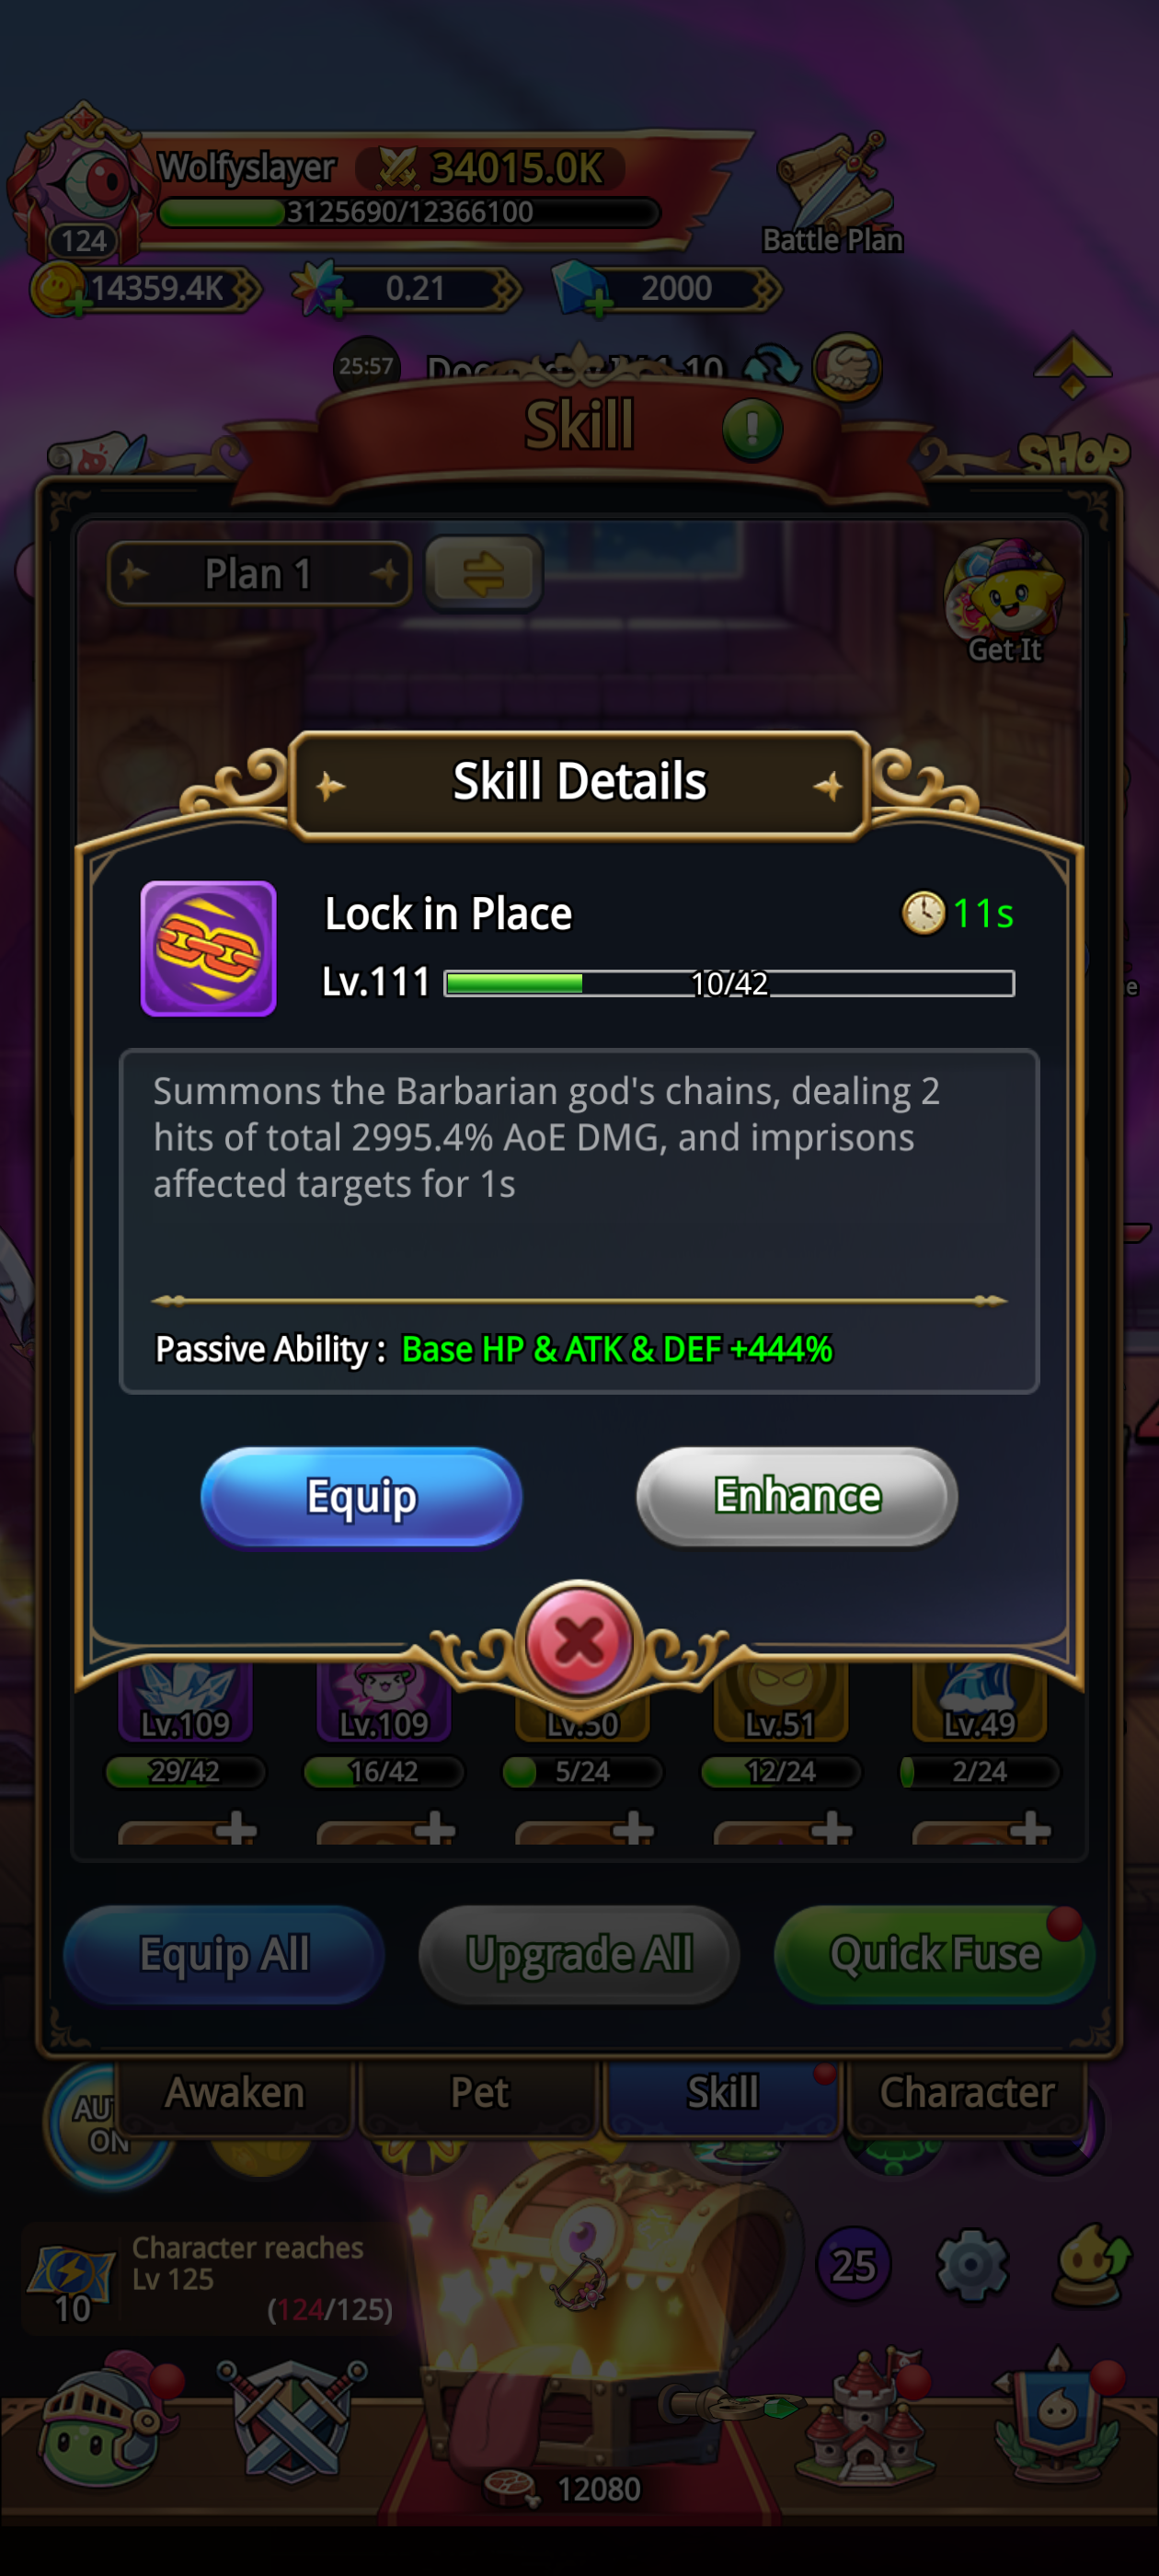 Wolfyslayer 34015.0K
3125690/12366100
124
Battle Plan
14359.4K 0.21 2000
25:57
Skill
SHOP
Plan 1
Get It
Skill Details
Lock in Place 11s
Lv.111 10/42
Summons the Barbarian god's chains, dealing 2
hits of total 2995.4% AoE DMG, and imprisons
affected targets for 1s
Passive Ability : Base HP & ATK & DEF +444%
Equip Enhance
Lv.109 Lv.109 Lv.50 Lv.51 Lv.49
29/42 16/42 5/24 12/24 2/24
Equip All Upgrade All Quick Fuse
Awaken Pet Skill Character
ON
Character reaches
Lv 125
(124/125)
10
25
12080